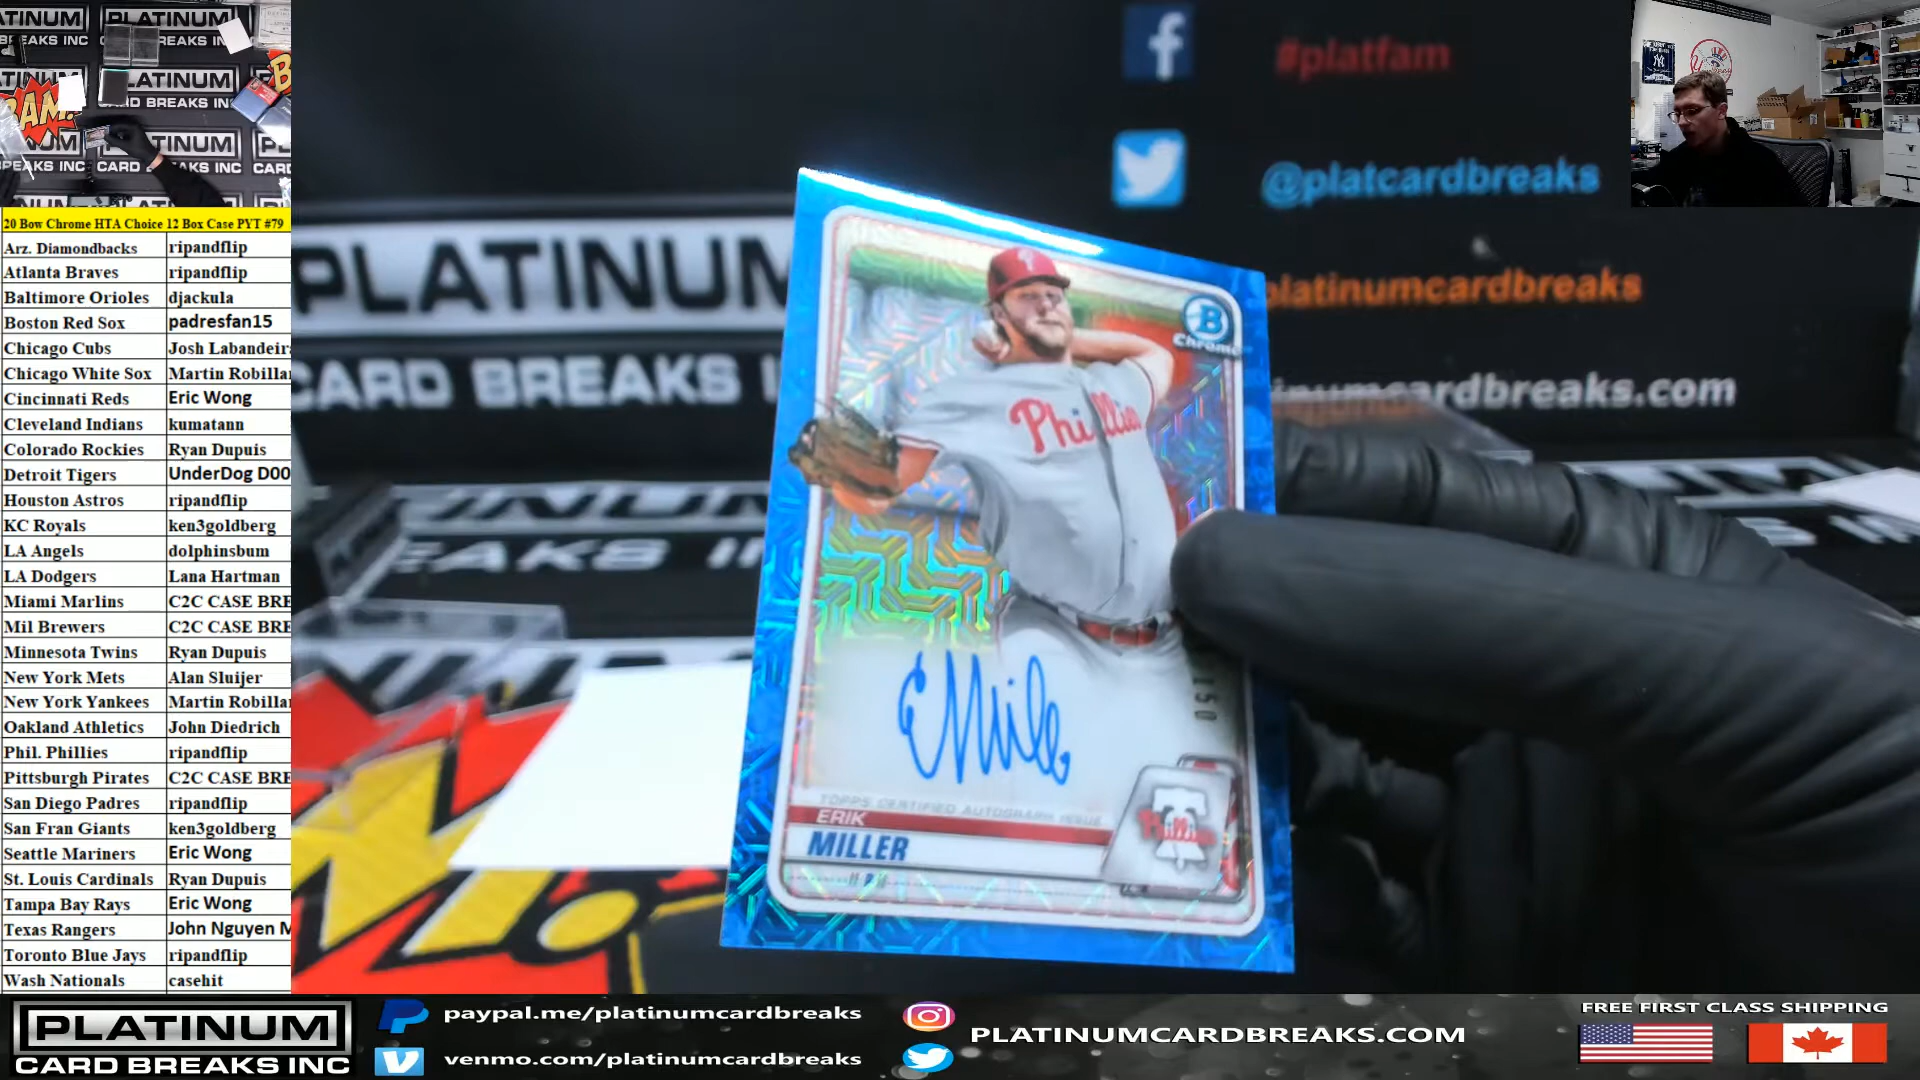 20 Bow Chrome HTA Choice 12 Box Case PYT #79
Arz. Diamondbacks ripandflip
Atlanta Braves ripandflip
Baltimore Orioles djackula
Boston Red Sox padresfan15
Chicago Cubs Josh Labandeir
Chicago White Sox Martin Robilla
Cincinnati Reds Eric Wong
Cleveland Indians kumatann
Colorado Rockies Ryan Dupuis
Detroit Tigers UnderDog D00
Houston Astros ripandflip
KC Royals ken3goldberg
LA Angels dolphinsbum
LA Dodgers Lana Hartman
Miami Marlins C2C CASE BRE
Mil Brewers C2C CASE BRE
Minnesota Twins Ryan Dupuis
New York Mets Alan Sluijer
New York Yankees Martin Robilla
Oakland Athletics John Diedrich
Phil. Phillies ripandflip
Pittsburgh Pirates C2C CASE BRE
San Diego Padres ripandflip
San Fran Giants ken3goldberg
Seattle Mariners Eric Wong
St. Louis Cardinals Ryan Dupuis
Tampa Bay Rays Eric Wong
Texas Rangers John Nguyen M
Toronto Blue Jays ripandflip
Wash Nationals casehit
#platfam
@platcardbreaks
platinumcardbreaks
inumcardbreaks.com
PLATINUM
CARD BREAKS
B
Chrome
Phillies
TOPPS CERTIFIED AUTOGRAPH ISSUE
ERIK
MILLER
P
Phillies
PLATINUM
CARD BREAKS INC
paypal.me/platinumcardbreaks
venmo.com/platinumcardbreaks
PLATINUMCARDBREAKS.COM
FREE FIRST CLASS SHIPPING